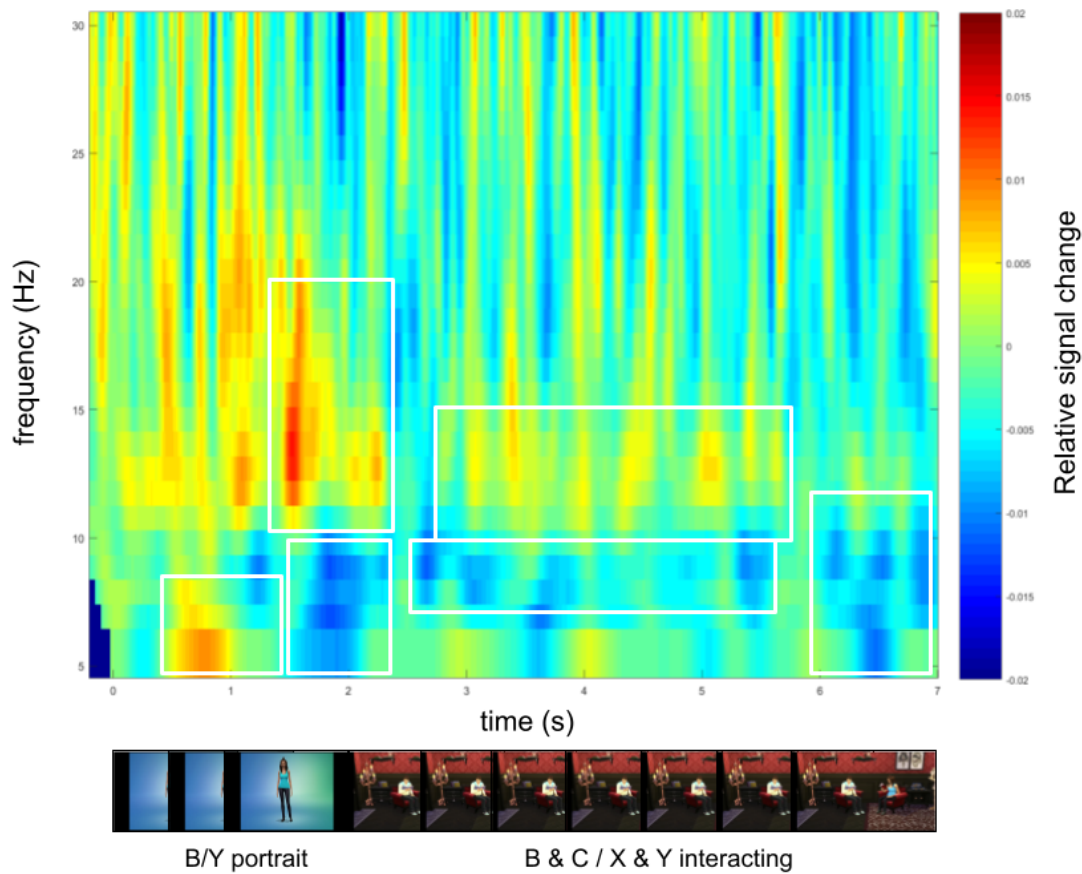 30
25
20
15
10
5
frequency (Hz)
0 1 2 3 4 5 6 7
time (s)
0.02
0.015
0.01
0.005
0
-0.005
-0.01
-0.015
-0.02
Relative signal change
B/Y portrait
B & C / X & Y interacting